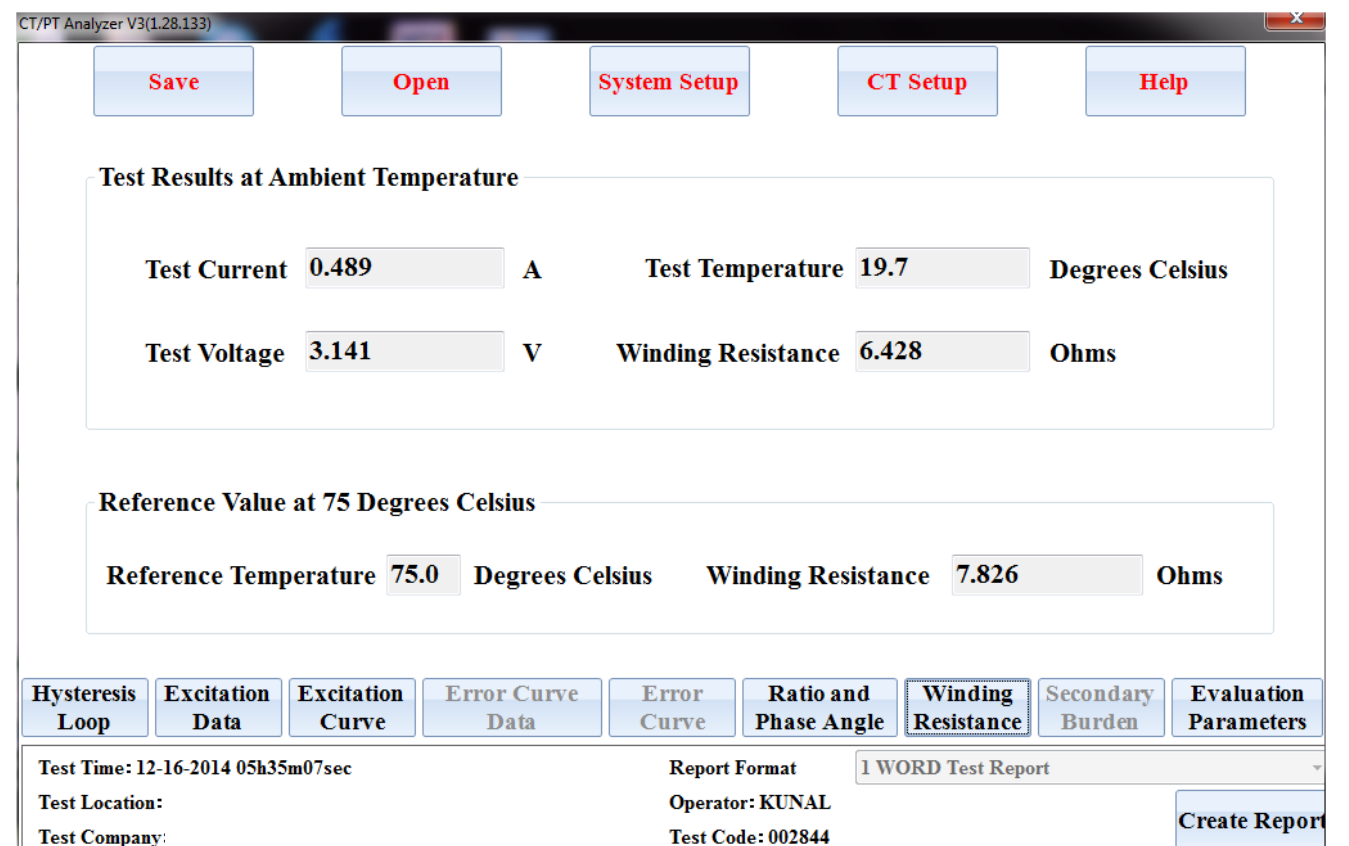 CT/PT Analyzer V3(1.28.133)
Save Open System Setup CT Setup Help
Test Results at Ambient Temperature
Test Current 0.489 A Test Temperature 19.7 Degrees Celsius
Test Voltage 3.141 V Winding Resistance 6.428 Ohms
Reference Value at 75 Degrees Celsius
Reference Temperature 75.0 Degrees Celsius Winding Resistance 7.826 Ohms
Hysteresis Loop Excitation Data Excitation Curve Error Curve Data Error Curve Ratio and Phase Angle Winding Resistance Secondary Burden Evaluation Parameters
Test Time: 12-16-2014 05h35m07sec Report Format 1 WORD Test Report
Test Location: Operator: KUNAL
Create Report
Test Company: Test Code: 002844